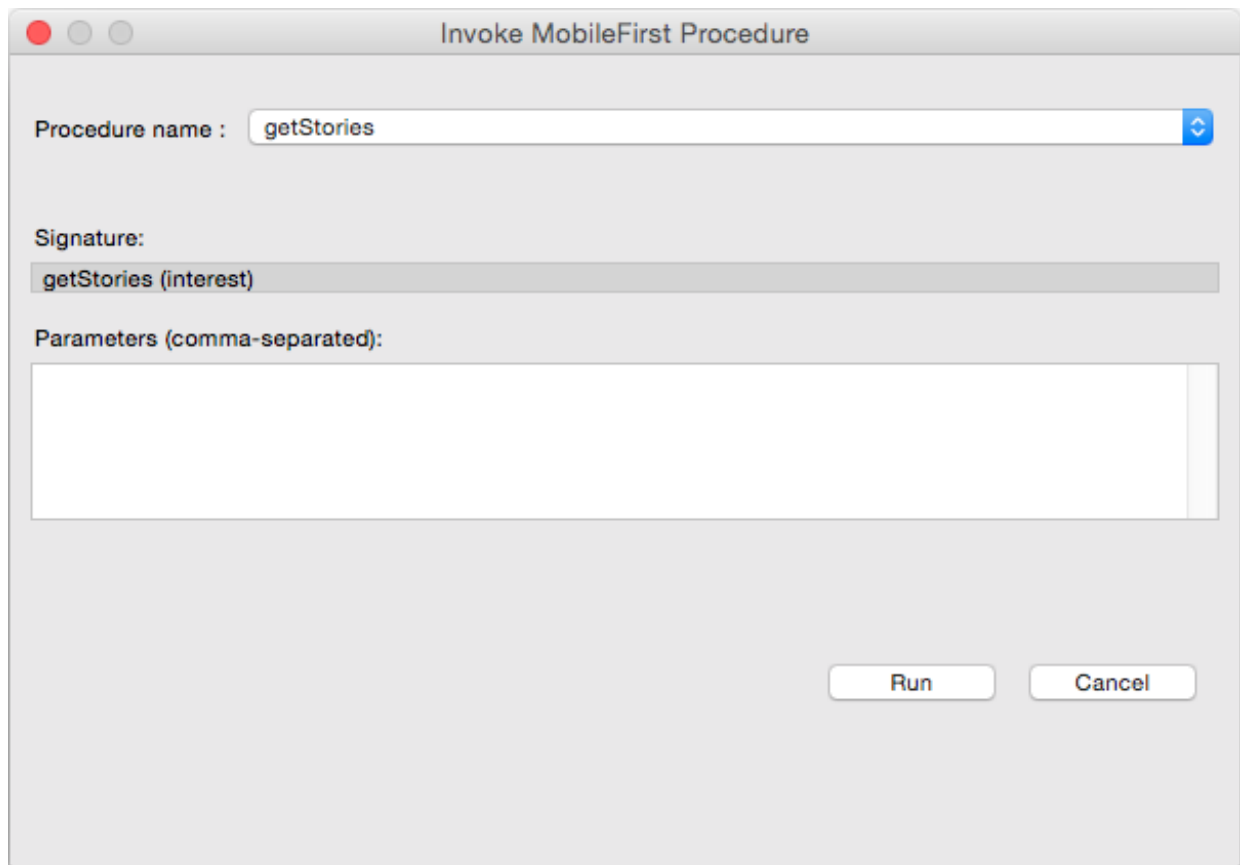 Invoke MobileFirst Procedure
Procedure name : getStories
Signature:
getStories (interest)
Parameters (comma-separated):
Run Cancel